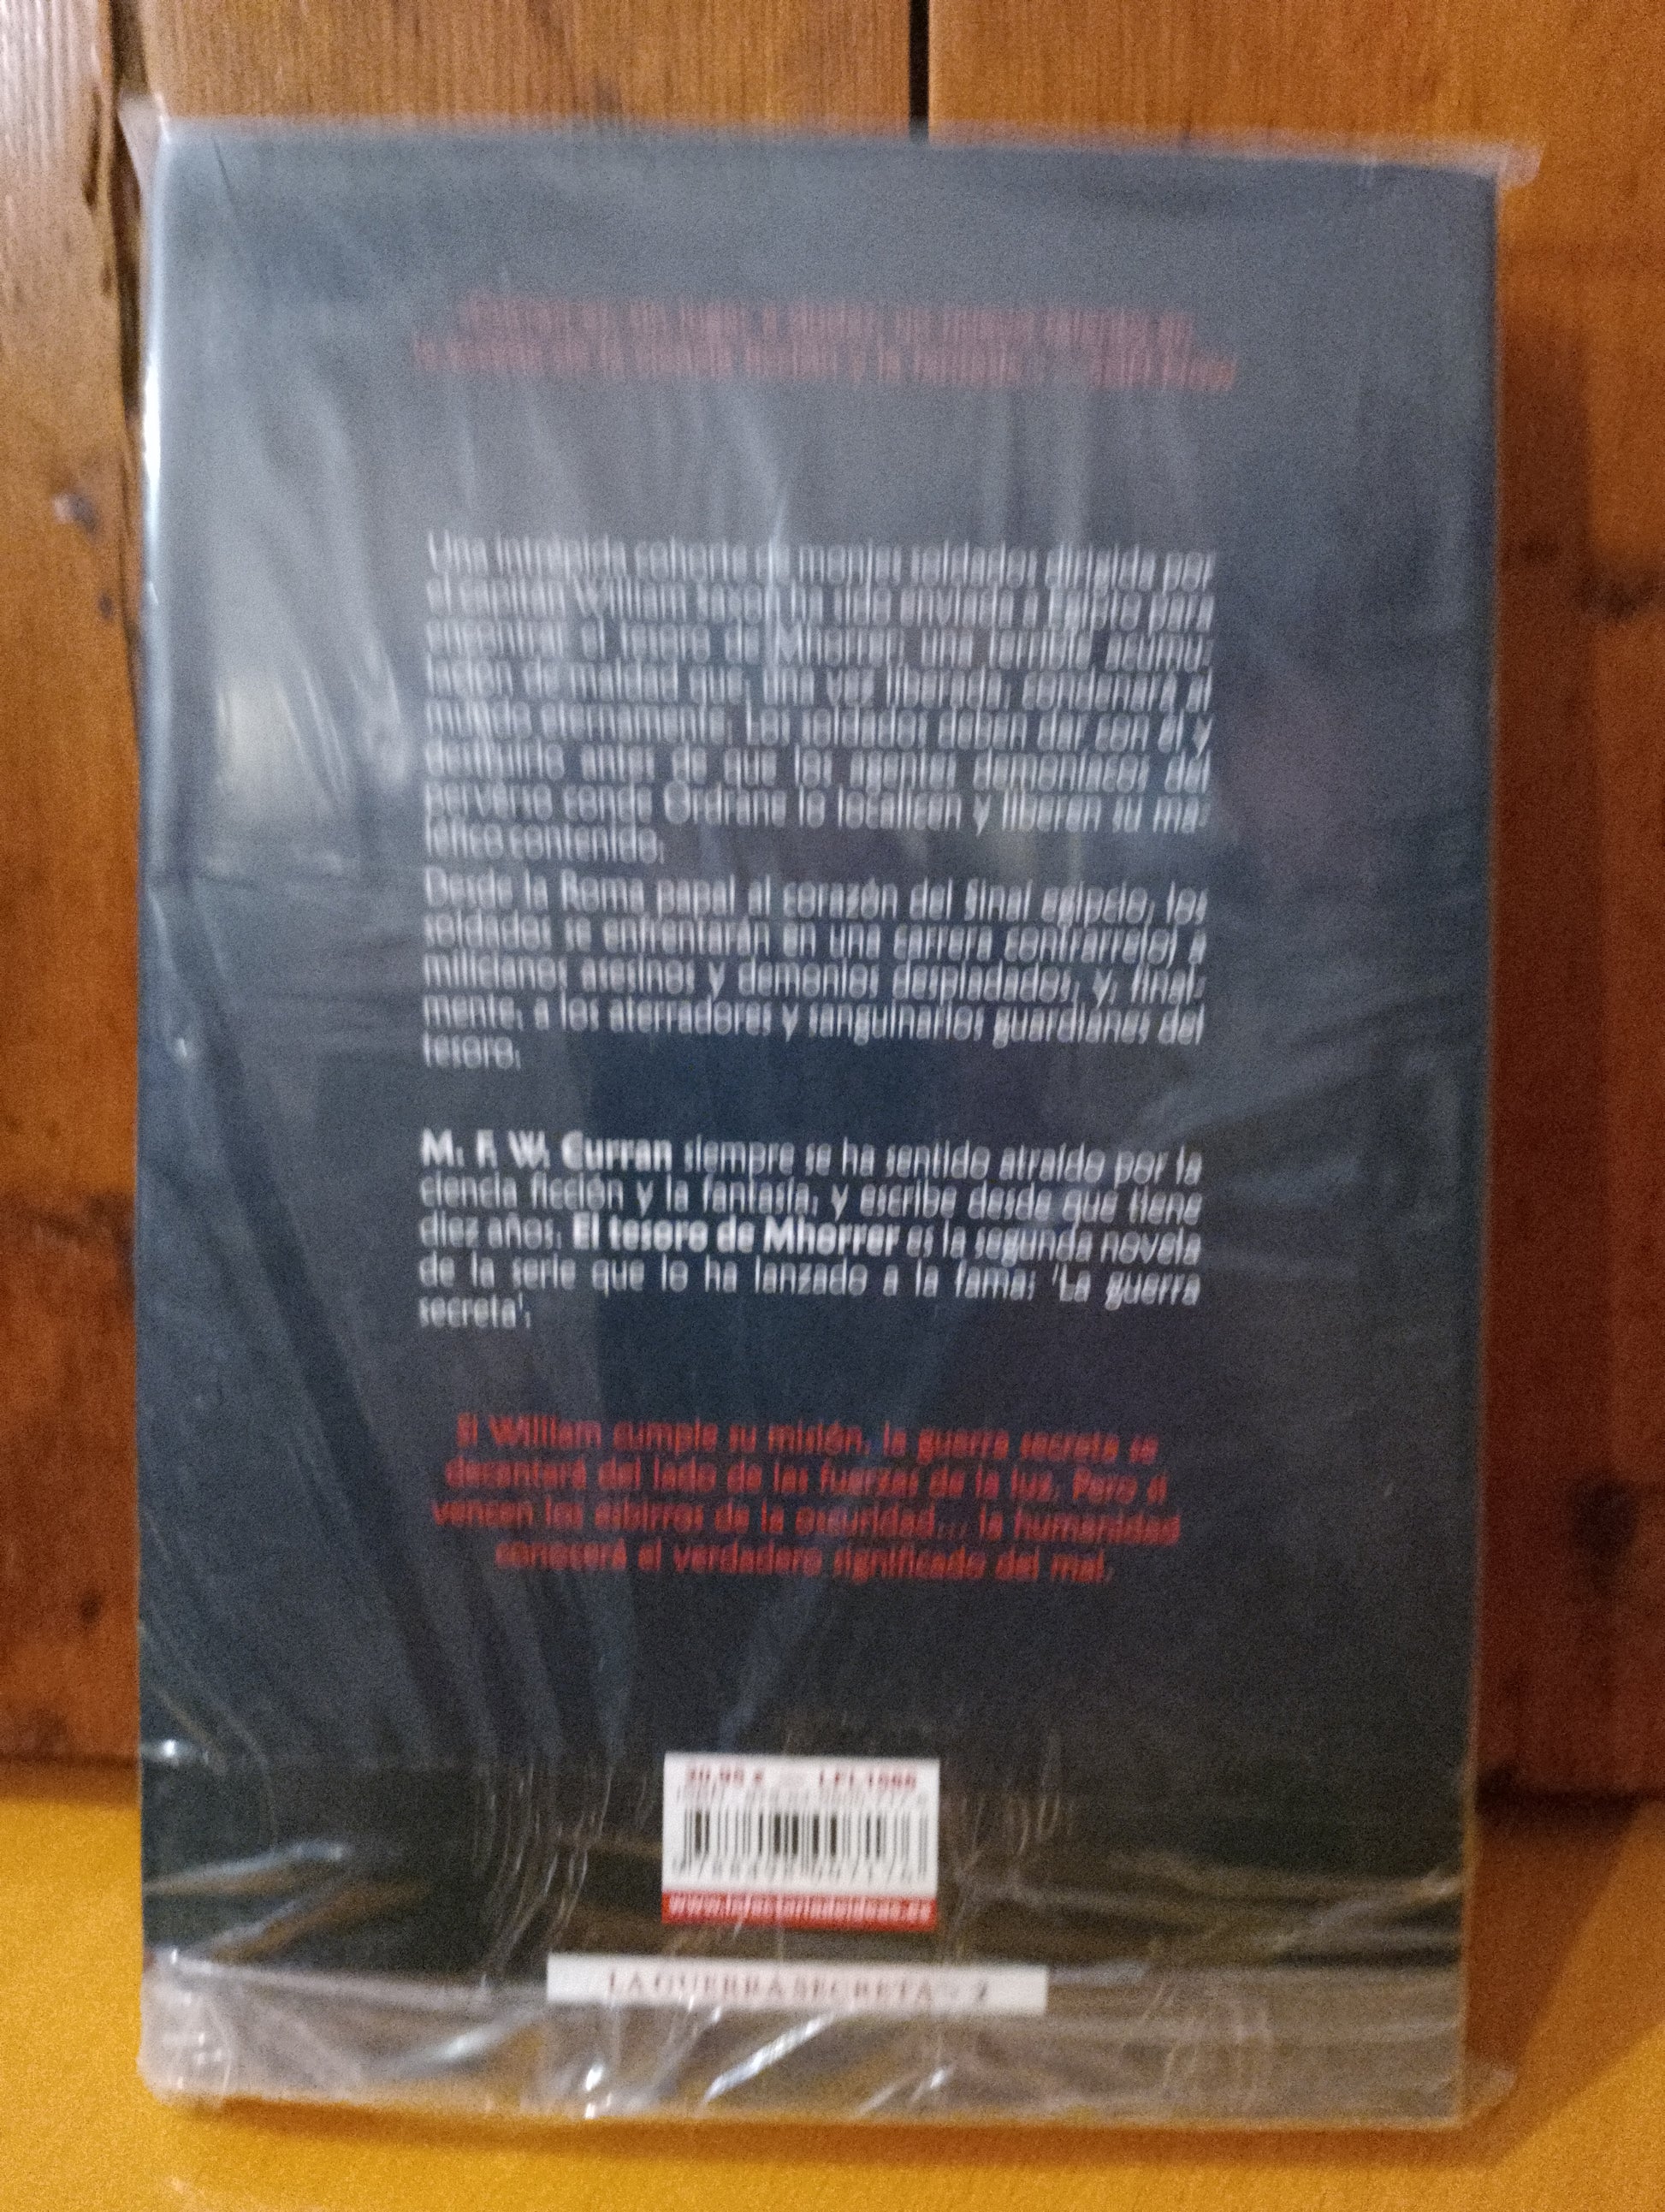 Una intrépida cohorte de monjes soldados dirigida por
el capitán William Saxon ha sido enviada a Egipto para
encontrar el tesoro de Mhorrer, una terrible acumu-
lación de maldad que, una vez liberada, condenará al
mundo eternamente. Los soldados deben dar con él y
destruirlo antes de que los agentes demoníacos del
perverso conde Ordrane lo localicen y liberen su ma-
léfico contenido.
Desde la Roma papal al corazón del Sinaí egipcio, los
soldados se enfrentarán en una carrera contrarreloj a
milicianos asesinos y demonios despiadados, y, final-
mente, a los aterradores y sanguinarios guardianes del
tesoro.
M. F. W. Curran siempre se ha sentido atraído por la
ciencia ficción y la fantasía, y escribe desde que tiene
diez años. El tesoro de Mhorrer es la segunda novela
de la serie que lo ha lanzado a la fama: 'La guerra
secreta'.
Si William cumple su misión, la guerra secreta se
decantará del lado de las fuerzas de la luz. Pero si
vencen los esbirros de la oscuridad... la humanidad
conocerá el verdadero significado del mal.
20,95 €
www.lafactoriadeideas.es
LA GUERRA SECRETA - 2